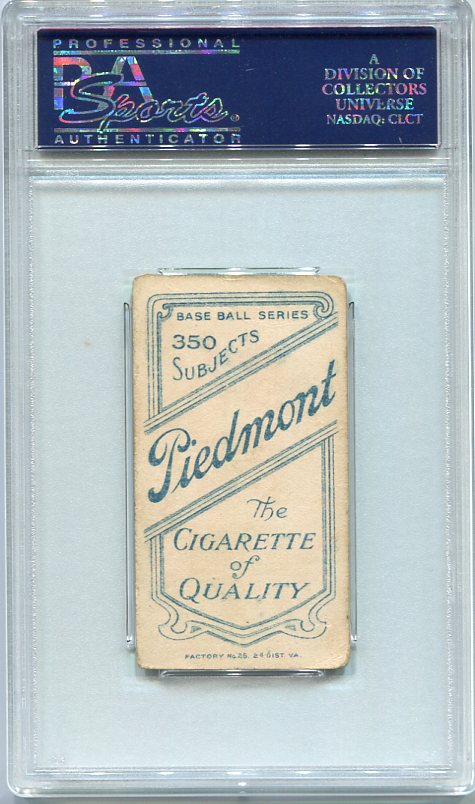 PROFESSIONAL
PSA
Sports®
AUTHENTICATOR
A
DIVISION OF
COLLECTORS
UNIVERSE
NASDAQ: CLCT
BASE BALL SERIES
350
SUBJECTS
Piedmont
The
CIGARETTE
of
QUALITY
FACTORY No 25. 2nd DIST. VA.